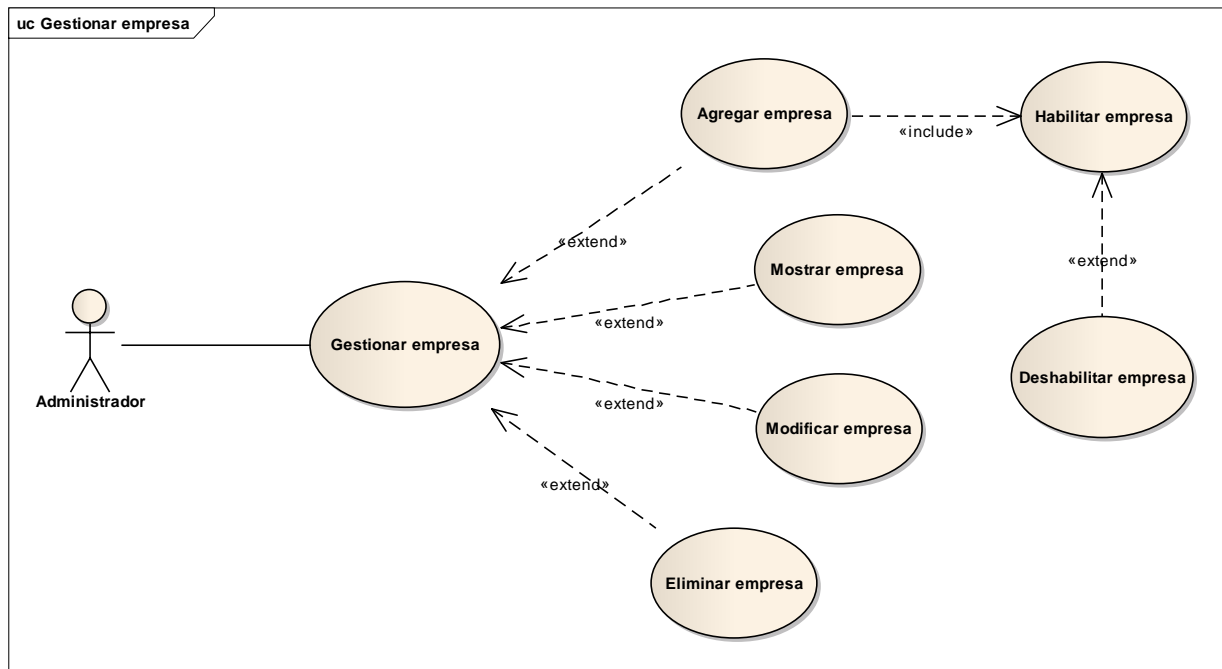 uc Gestionar empresa
Agregar empresa
Habilitar empresa
«include»
«extend»
Mostrar empresa
«extend»
«extend»
Gestionar empresa
Deshabilitar empresa
Administrador
«extend»
Modificar empresa
«extend»
Eliminar empresa